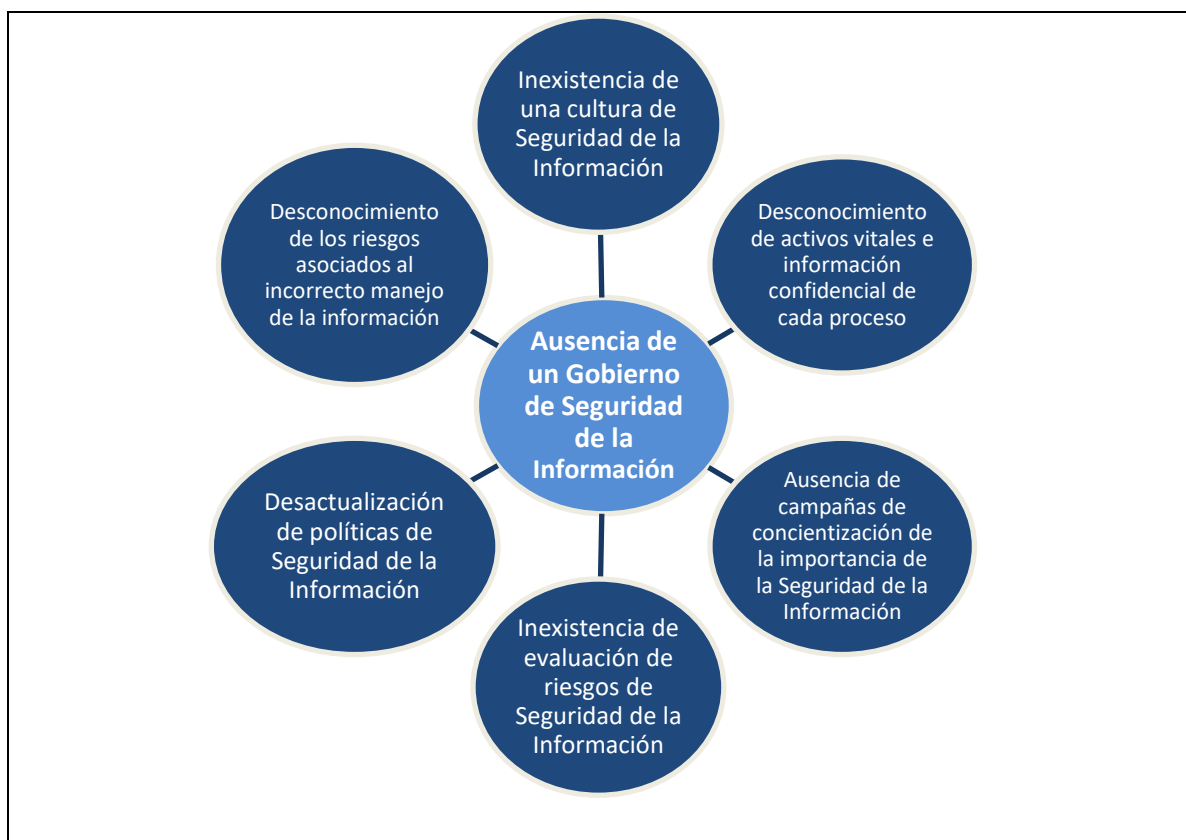 Inexistencia de
una cultura de
Seguridad de la
Información
Desconocimiento
de activos vitales e
información
confidencial de
cada proceso
Ausencia de
campañas de
concientización de
la importancia de
la Seguridad de la
Información
Inexistencia de
evaluación de
riesgos de
Seguridad de la
Información
Desactualización
de políticas de
Seguridad de la
Información
Desconocimiento
de los riesgos
asociados al
incorrecto manejo
de la información
Ausencia de
un Gobierno
de Seguridad
de la
Información